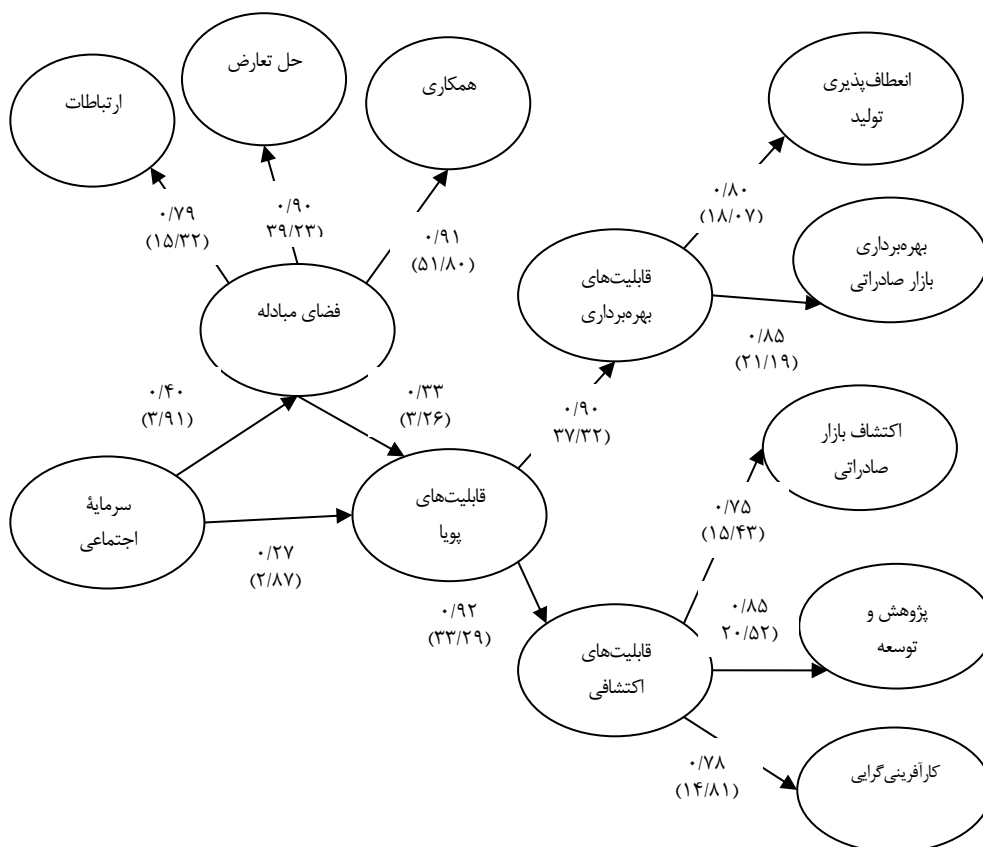 ارتباطات
حل تعارض
همکاری
انعطاف‌پذیری
تولید
۰/۷۹
(۱۵/۳۲)
۰/۹۰
۳۹/۲۳)
۰/۹۱
(۵۱/۸۰)
۰/۸۰
(۱۸/۰۷)
فضای مبادله
قابلیت‌های
بهره‌برداری
بهره‌برداری
بازار صادراتی
۰/۸۵
(۲۱/۱۹)
۰/۴۰
(۳/۹۱)
۰/۳۳
(۳/۲۶)
۰/۹۰
۳۷/۳۲)
اکتشاف بازار
صادراتی
سرمایۀ
اجتماعی
قابلیت‌های
پویا
۰/۷۵
(۱۵/۴۳)
۰/۲۷
(۲/۸۷)
۰/۹۲
(۳۳/۲۹)
۰/۸۵
۲۰/۵۲)
پژوهش و
توسعه
قابلیت‌های
اکتشافی
۰/۷۸
(۱۴/۸۱)
کارآفرینی‌گرایی